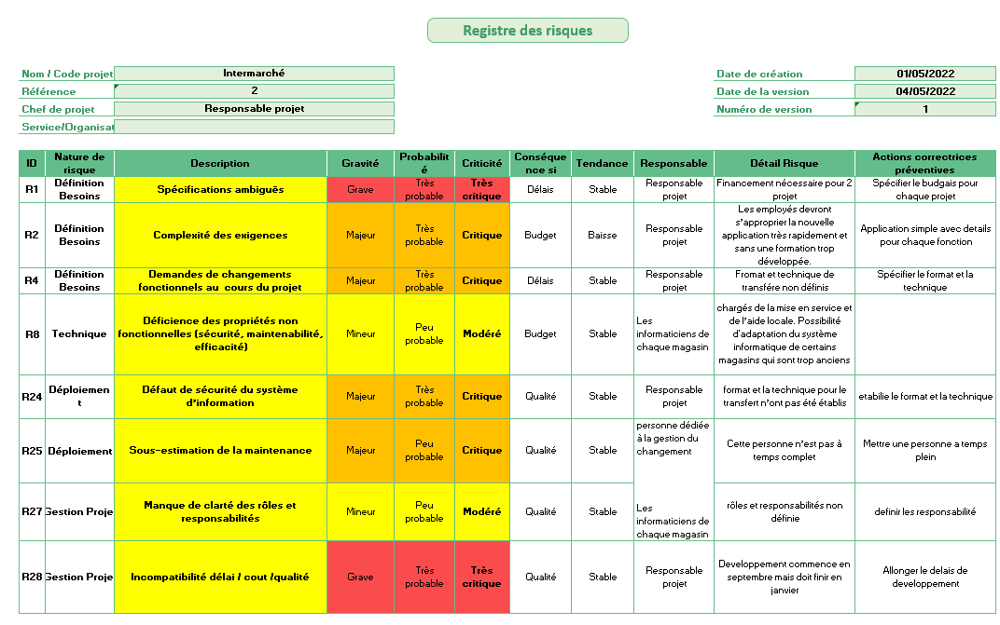 Registre des risques
Nom / Code projet Intermarché Date de création 01/05/2022
Référence 2 Date de la version 04/05/2022
Chef de projet Responsable projet Numéro de version 1
Service/Organisat
ID Nature de risque Description Gravité Probabilité Criticité Conséquence si Tendance Responsable Détail Risque Actions correctrices préventives
R1 Définition Besoins Spécifications ambiguës Grave Très probable Très critique Délais Stable Responsable projet Financement nécessaire pour 2 projet Spécifier le budgais pour chaque projet
R2 Définition Besoins Complexité des exigences Majeur Très probable Critique Budget Baisse Responsable projet Les employés devront s'approprier la nouvelle application très rapidement et sans une formation trop développée. Application simple avec details pour chaque fonction
R4 Définition Besoins Demandes de changements fonctionnels au cours du projet Majeur Très probable Critique Délais Stable Responsable projet Fromat et technique de transfére non définis Spécifier le format et la technique
R8 Technique Déficience des propriétés non fonctionnelles (sécurité, maintenabilité, efficacité) Mineur Peu probable Modéré Budget Stable Les informaticiens de chaque magasin chargés de la mise en service et de l'aide locale. Possibilité d'adaptation du système informatique de certains magasins qui sont trop anciens
R24 Déploiement Défaut de sécurité du système d'information Majeur Très probable Critique Qualité Stable Responsable projet format et la technique pour le transfert n'ont pas été établis etabilie le format et la technique
R25 Déploiement Sous-estimation de la maintenance Majeur Peu probable Critique Qualité Stable personne dédiée à la gestion du changement Cette personne n'est pas à temps complet Mettre une personne a temps plein
R27 Gestion Proje Manque de clarté des rôles et responsabilités Mineur Peu probable Modéré Qualité Stable Les informaticiens de chaque magasin rôles et responsabilités non définie definir les responsabilité
R28 Gestion Proje Incompatibilité délai / cout /qualité Grave Très probable Très critique Qualité Stable Responsable projet Developpement commence en septembre mais doit finir en janvier Allonger le delais de developpement